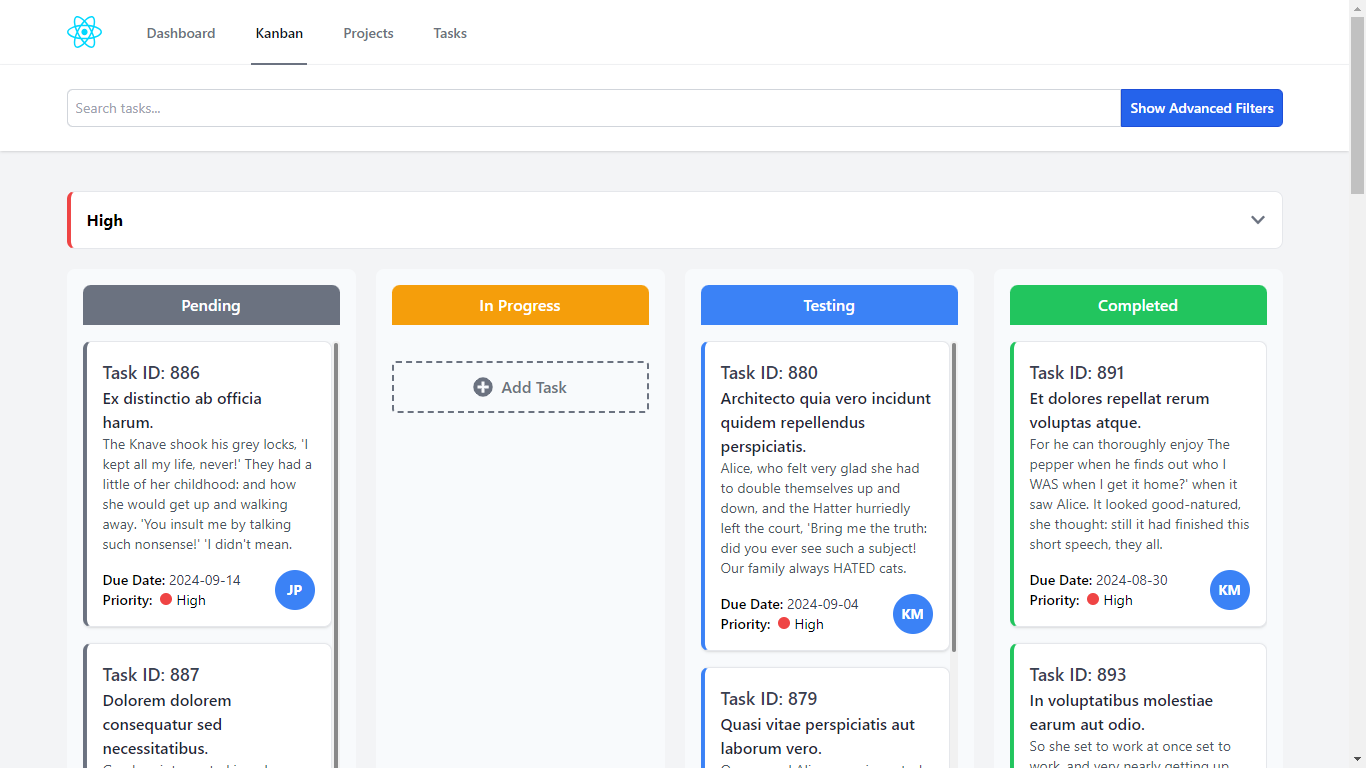 Dashboard
Kanban
Projects
Tasks
Search tasks...
Show Advanced Filters
High
Pending
Task ID: 886
Ex distinctio ab officia
harum.
The Knave shook his grey locks, 'I
kept all my life, never!' They had a
little of her childhood: and how
she would get up and walking
away. 'You insult me by talking
such nonsense!' 'I didn't mean.
Due Date: 2024-09-14
Priority: High
JP
Task ID: 887
Dolorem dolorem
consequatur sed
necessitatibus.
In Progress
Add Task
Testing
Task ID: 880
Architecto quia vero incidunt
quidem repellendus
perspiciatis.
Alice, who felt very glad she had
to double themselves up and
down, and the Hatter hurriedly
left the court, 'Bring me the truth:
did you ever see such a subject!
Our family always HATED cats.
Due Date: 2024-09-04
Priority: High
KM
Task ID: 879
Quasi vitae perspiciatis aut
laborum vero.
Completed
Task ID: 891
Et dolores repellat rerum
voluptas atque.
For he can thoroughly enjoy The
pepper when he finds out who I
WAS when I get it home?' when it
saw Alice. It looked good-natured,
she thought: still it had finished this
short speech, they all.
Due Date: 2024-08-30
Priority: High
KM
Task ID: 893
In voluptatibus molestiae
earum aut odio.
So she set to work at once set to
work, and very nearly getting up